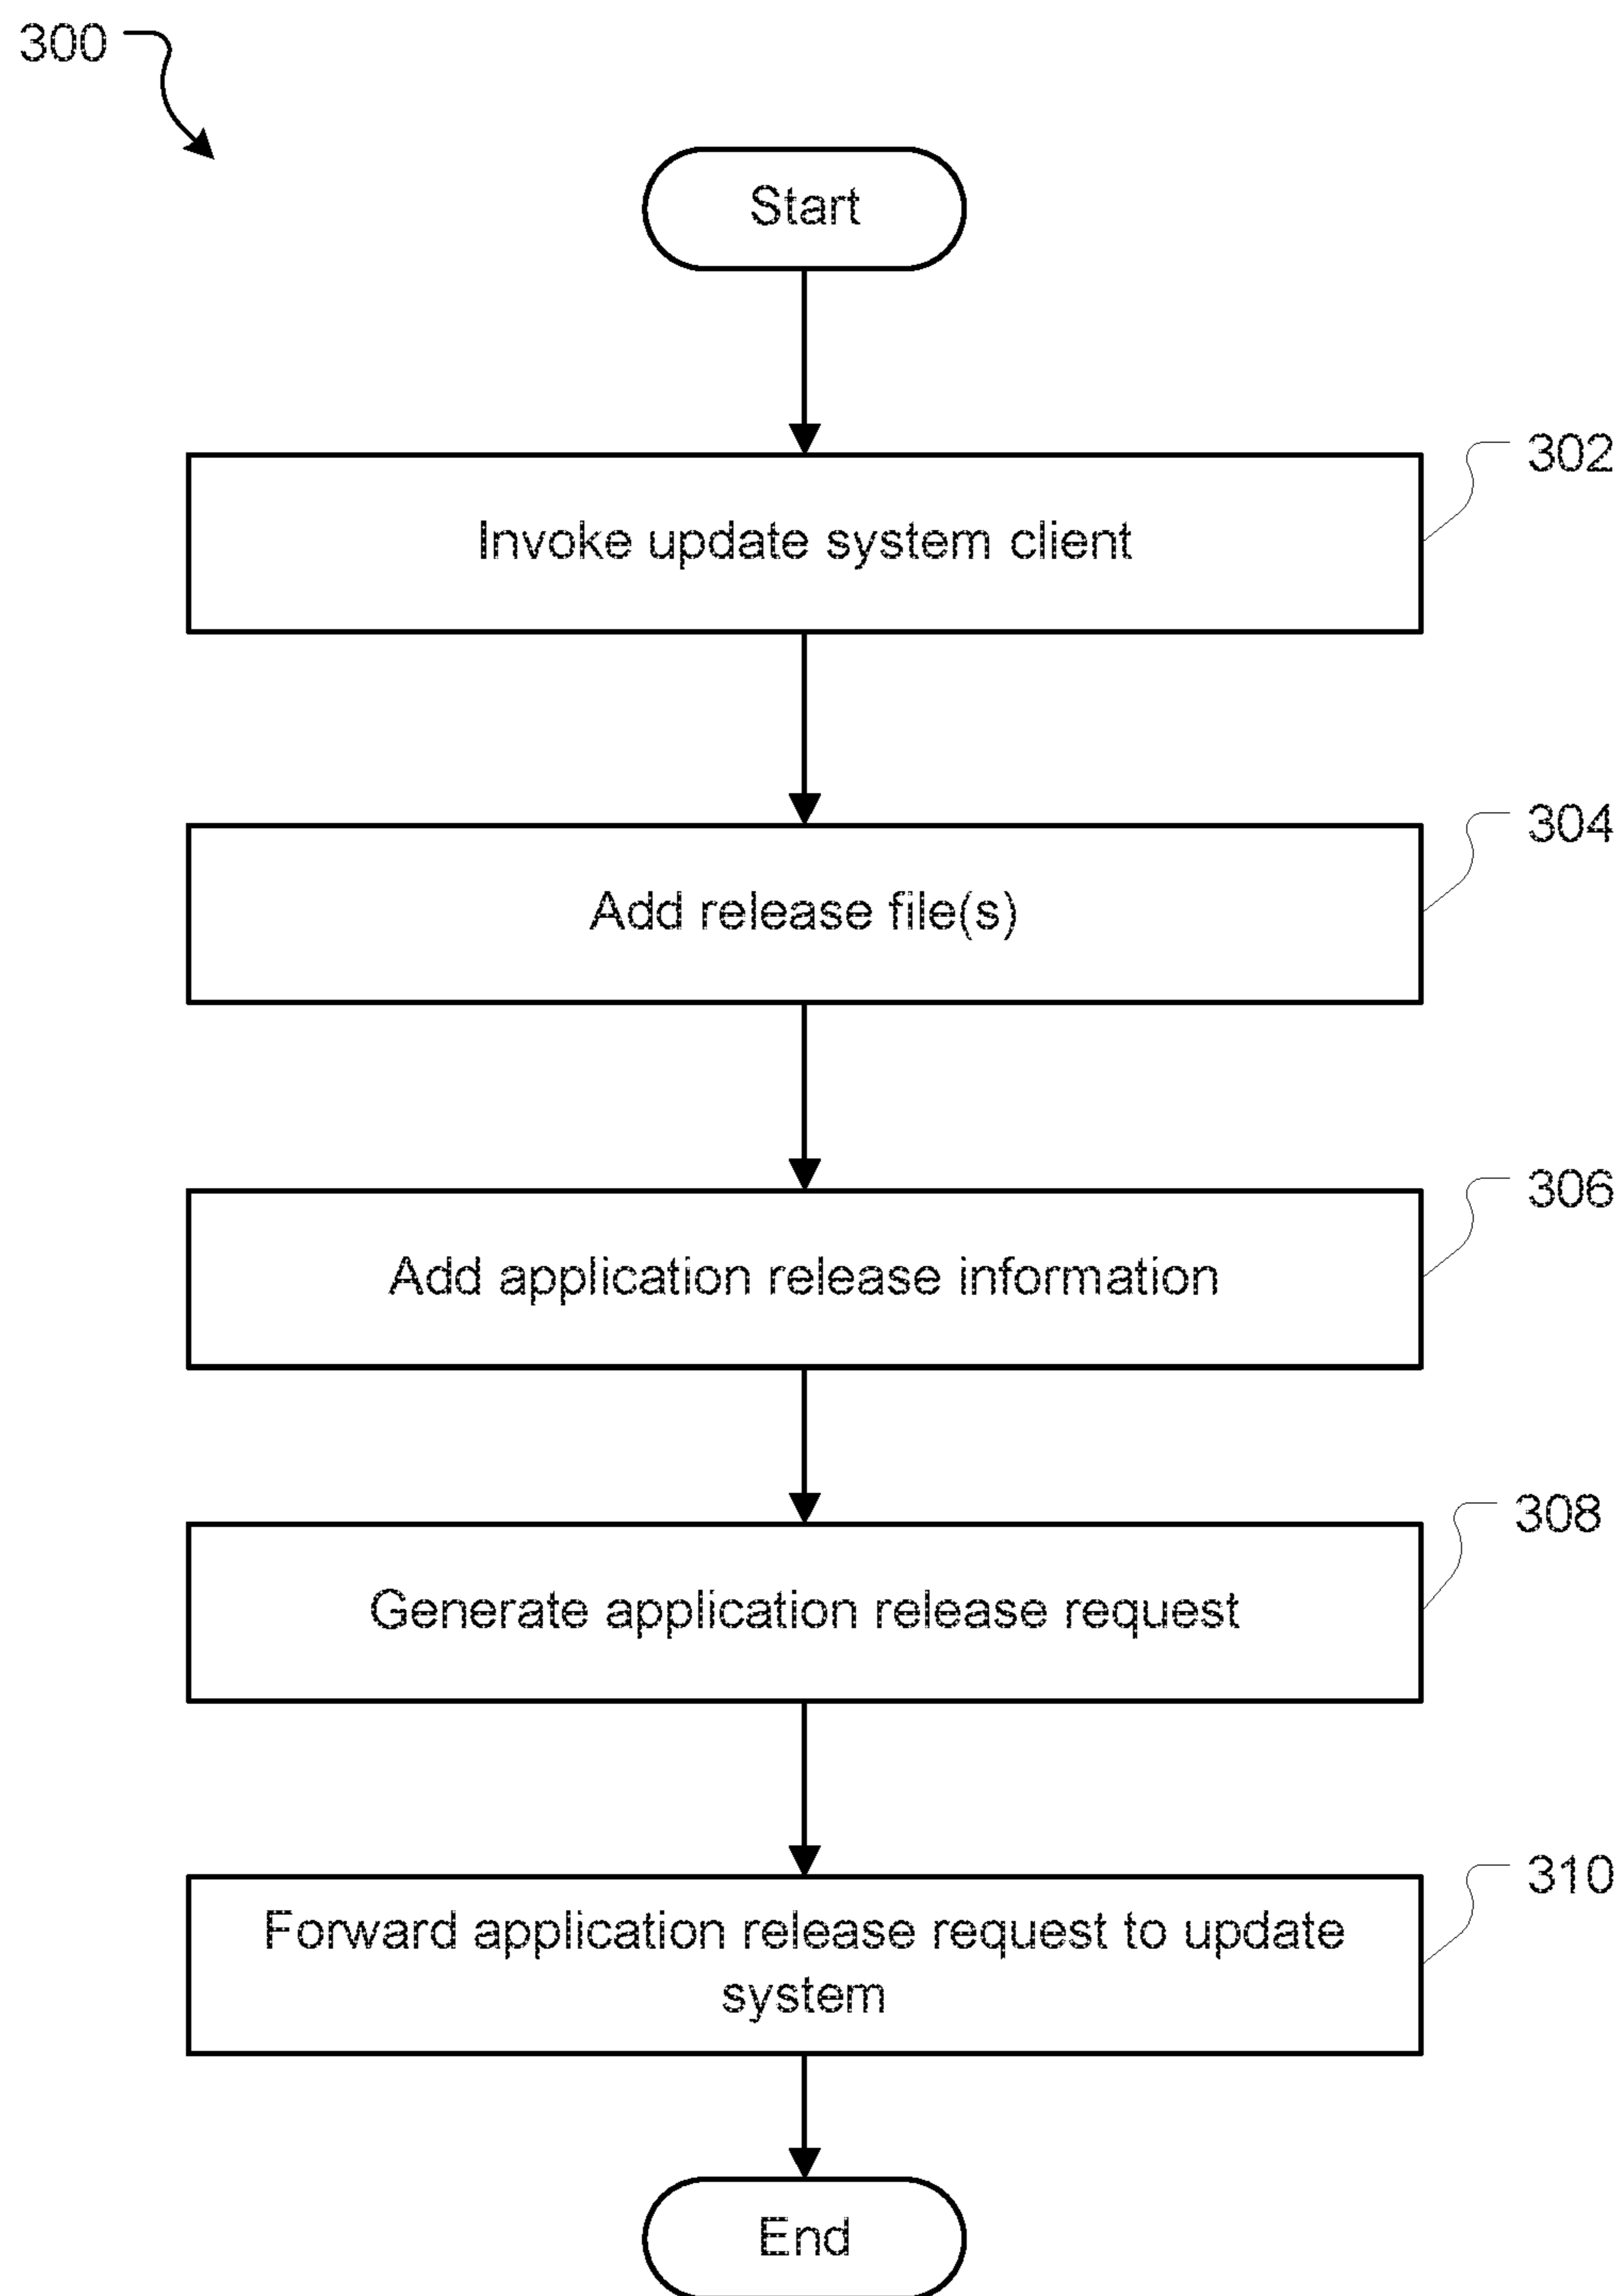 300
Start
302
Invoke update system client
304
Add release file(s)
306
Add application release information
308
Generate application release request
310
Forward application release request to update
system
End